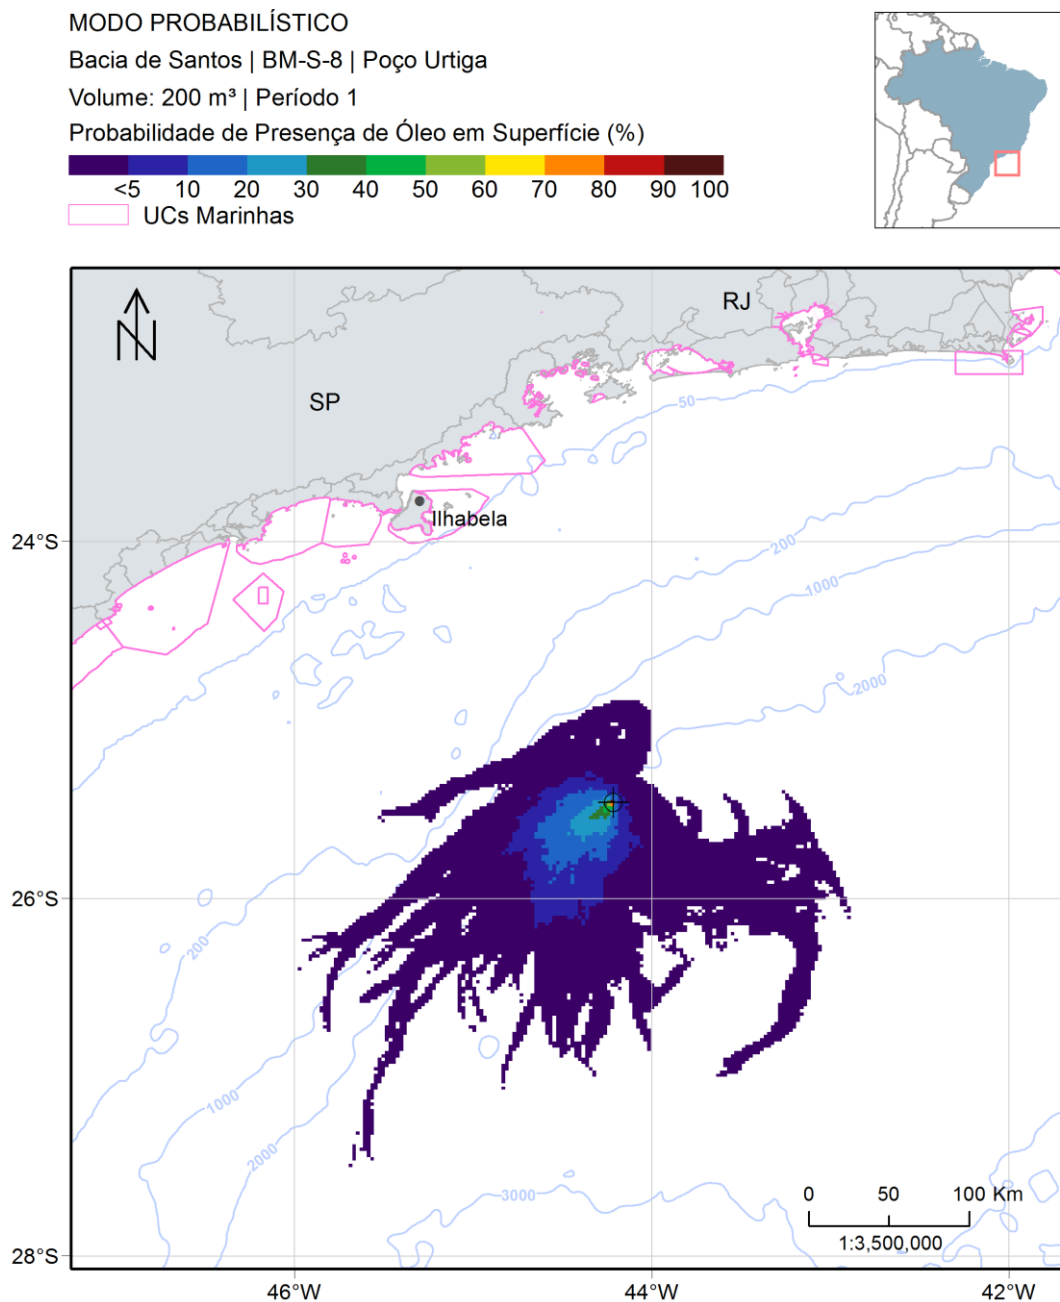 MODO PROBABILÍSTICO
Bacia de Santos | BM-S-8 | Poço Urtiga
Volume: 200 m³ | Período 1
Probabilidade de Presença de Óleo em Superfície (%)
<5 10 20 30 40 50 60 70 80 90 100
UCs Marinhas
N
RJ
SP
50
Ilhabela
24°S
200
1000
2000
26°S
200
1000
2000
3000
0 50 100 Km
1:3,500,000
28°S
46°W 44°W 42°W